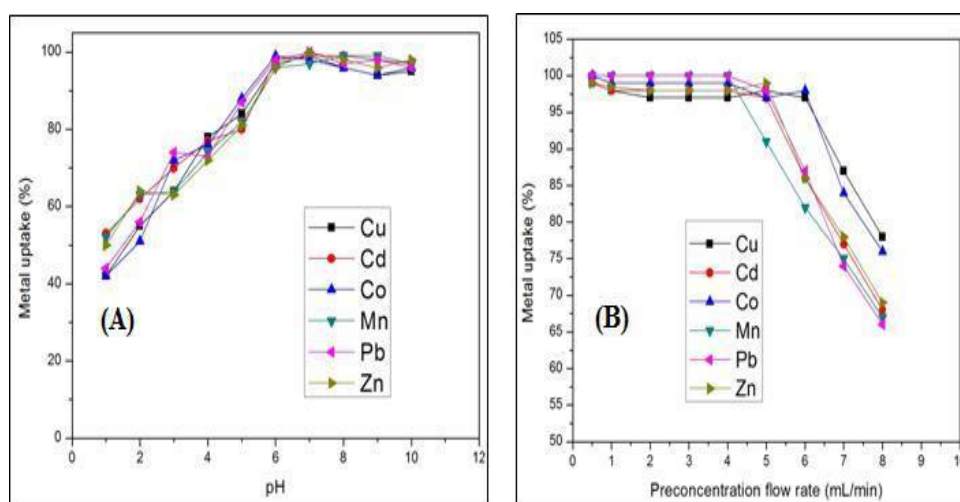 100
80
60
40
20
0
Metal uptake (%)
(A)
Cu
Cd
Co
Mn
Pb
Zn
0 2 4 6 8 10 12
pH
105
100
95
90
85
80
75
70
65
60
55
50
Metal uptake (%)
(B)
Cu
Cd
Co
Mn
Pb
Zn
0 1 2 3 4 5 6 7 8 9 10
Preconcentration flow rate (mL/min)